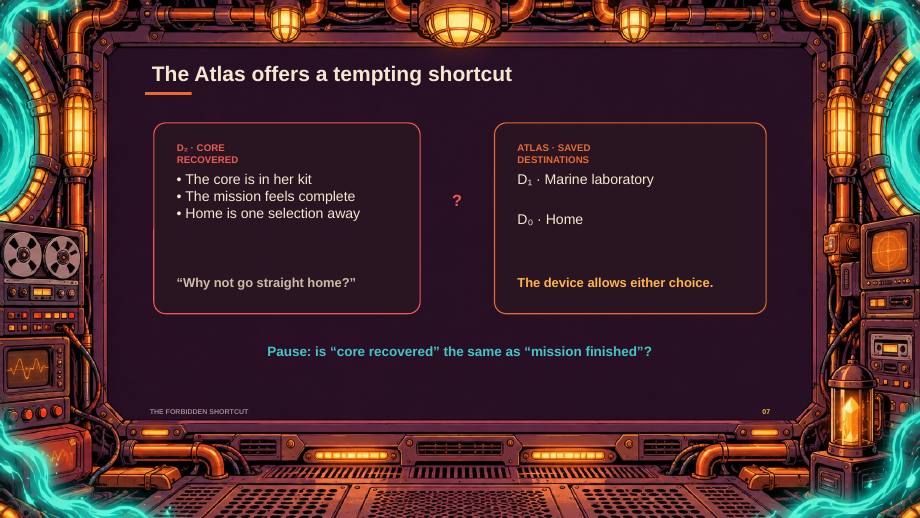 The Atlas offers a tempting shortcut
D₂ · CORE
RECOVERED
• The core is in her kit
• The mission feels complete
• Home is one selection away
“Why not go straight home?”
?
ATLAS · SAVED
DESTINATIONS
D₁ · Marine laboratory
D₀ · Home
The device allows either choice.
Pause: is “core recovered” the same as “mission finished”?
THE FORBIDDEN SHORTCUT
07